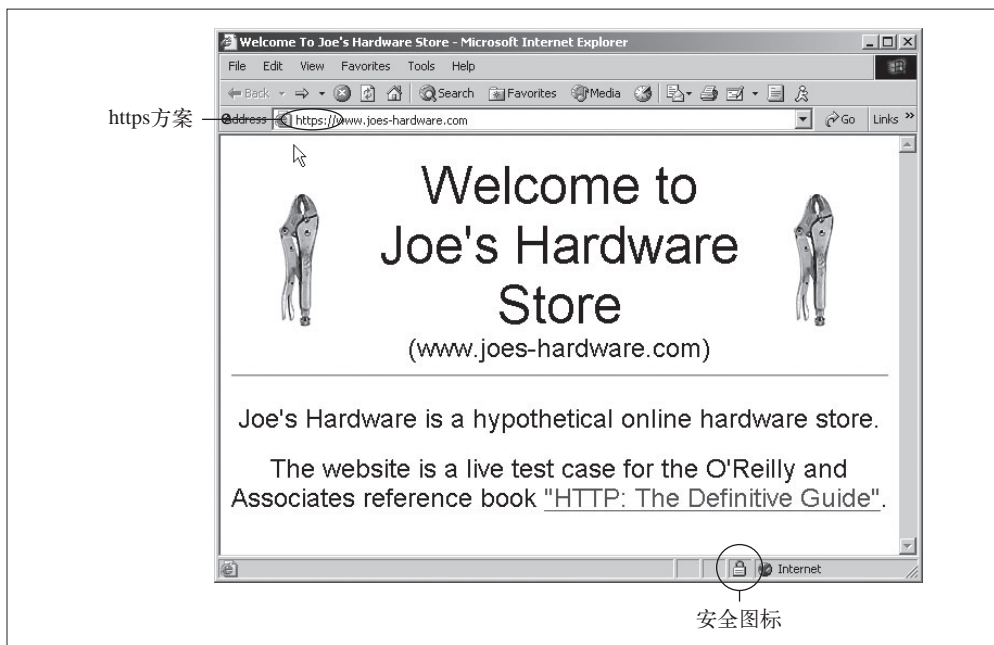 Welcome To Joe's Hardware Store - Microsoft Internet Explorer
File Edit View Favorites Tools Help
Back Search Favorites Media
https方案
Address https://www.joes-hardware.com Go Links »
Welcome to
Joe's Hardware
Store
(www.joes-hardware.com)
Joe's Hardware is a hypothetical online hardware store.
The website is a live test case for the O'Reilly and
Associates reference book "HTTP: The Definitive Guide".
Internet
安全图标